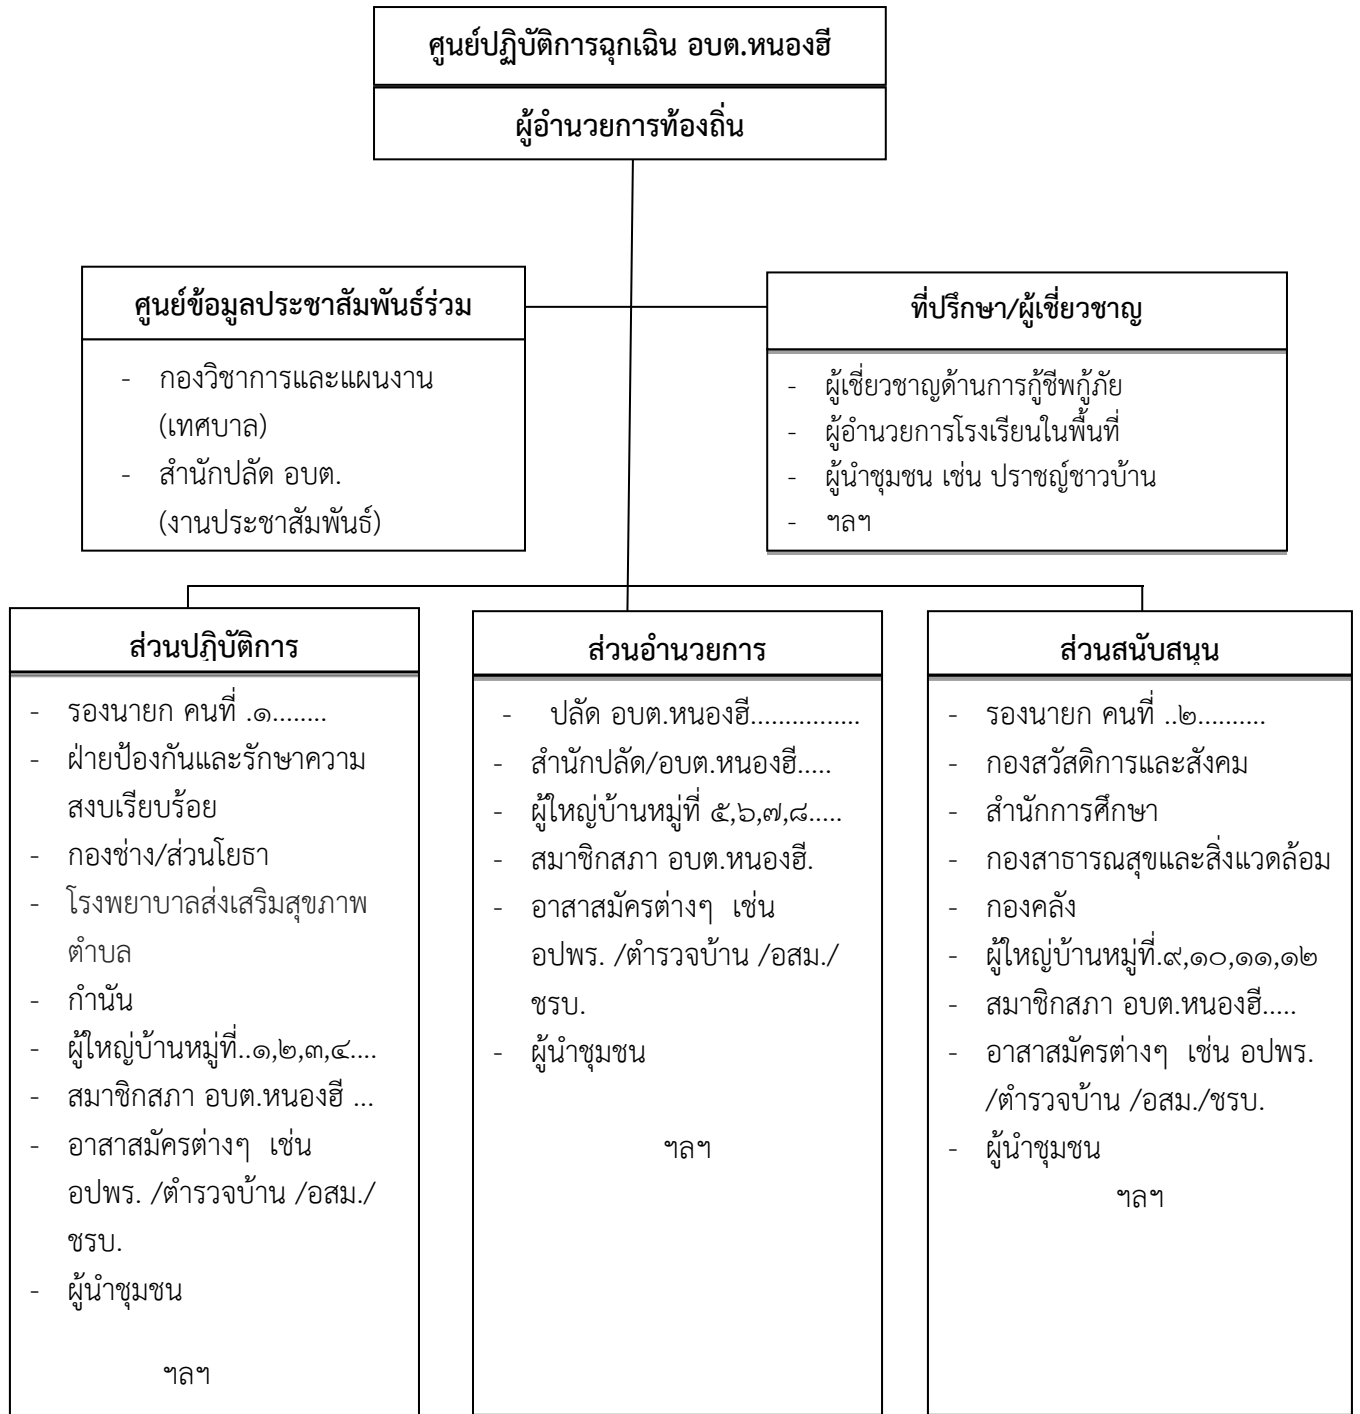 ศูนย์ปฏิบัติการฉุกเฉิน อบต.หนองฮี
ผู้อำนวยการท้องถิ่น
ศูนย์ข้อมูลประชาสัมพันธ์ร่วม
- กองวิชาการและแผนงาน
(เทศบาล)
- สำนักปลัด อบต.
(งานประชาสัมพันธ์)
ที่ปรึกษา/ผู้เชี่ยวชาญ
- ผู้เชี่ยวชาญด้านการกู้ชีพกู้ภัย
- ผู้อำนวยการโรงเรียนในพื้นที่
- ผู้นำชุมชน เช่น ปราชญ์ชาวบ้าน
- ฯลฯ
ส่วนปฏิบัติการ
- รองนายก คนที่ .๑........
- ฝ่ายป้องกันและรักษาความ
สงบเรียบร้อย
- กองช่าง/ส่วนโยธา
- โรงพยาบาลส่งเสริมสุขภาพ
ตำบล
- กำนัน
- ผู้ใหญ่บ้านหมู่ที่..๑,๒,๓,๔....
- สมาชิกสภา อบต.หนองฮี ...
- อาสาสมัครต่างๆ เช่น
อปพร. /ตำรวจบ้าน /อสม./
ชรบ.
- ผู้นำชุมชน
ฯลฯ
ส่วนอำนวยการ
- ปลัด อบต.หนองฮี................
- สำนักปลัด/อบต.หนองฮี.....
- ผู้ใหญ่บ้านหมู่ที่ ๕,๖,๗,๘.....
- สมาชิกสภา อบต.หนองฮี.
- อาสาสมัครต่างๆ เช่น
อปพร. /ตำรวจบ้าน /อสม./
ชรบ.
- ผู้นำชุมชน
ฯลฯ
ส่วนสนับสนุน
- รองนายก คนที่ ..๒..........
- กองสวัสดิการและสังคม
- สำนักการศึกษา
- กองสาธารณสุขและสิ่งแวดล้อม
- กองคลัง
- ผู้ใหญ่บ้านหมู่ที่.๙,๑๐,๑๑,๑๒
- สมาชิกสภา อบต.หนองฮี.....
- อาสาสมัครต่างๆ เช่น อปพร.
/ตำรวจบ้าน /อสม./ชรบ.
- ผู้นำชุมชน
ฯลฯ